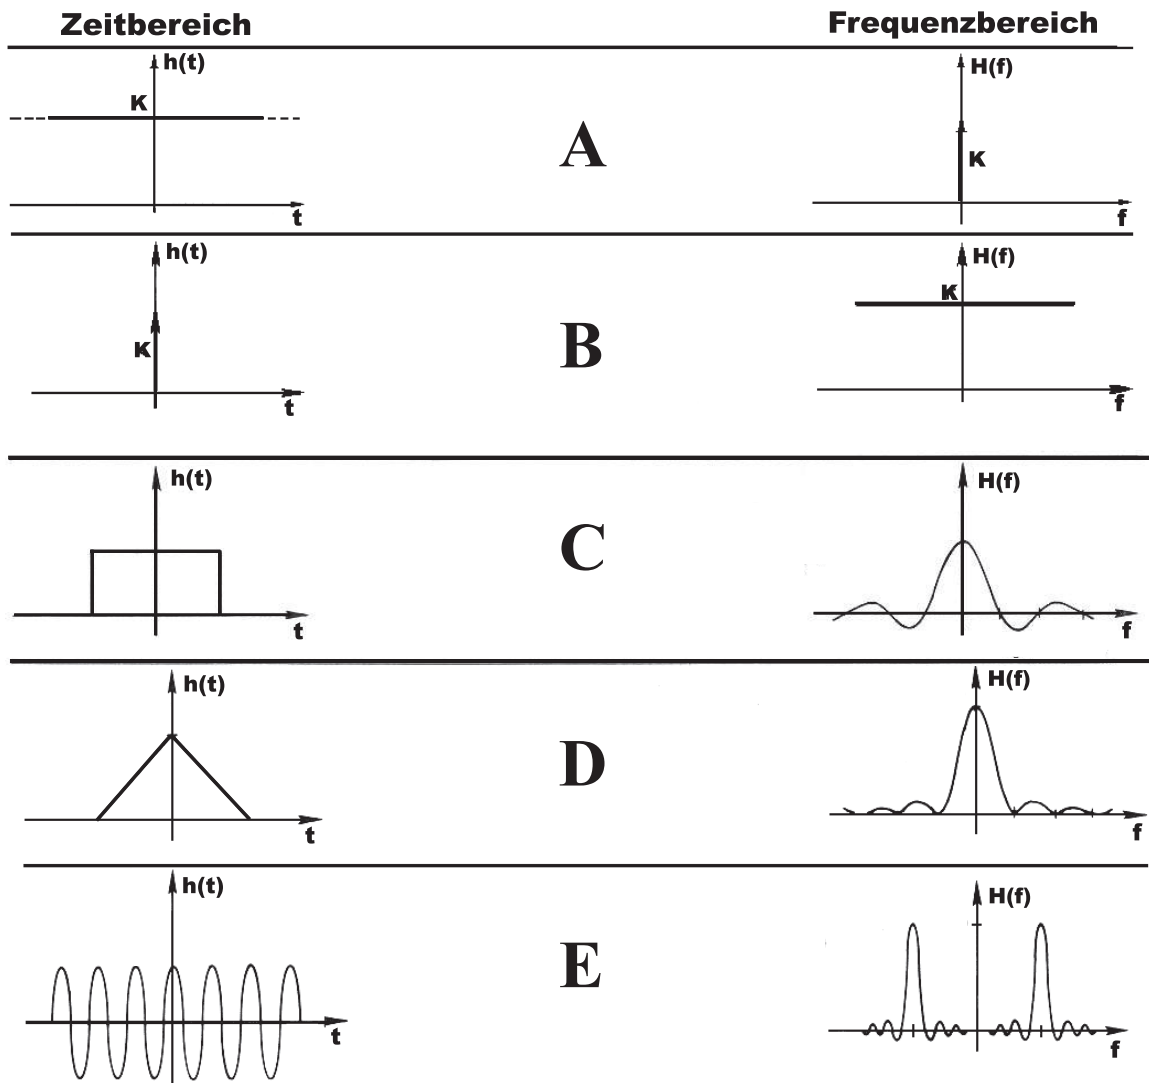 Zeitbereich Frequenzbereich
h(t) H(f)
K
A
K
t f
h(t) H(f)
K
B
K
t f
h(t) H(f)
C
t f
h(t) H(f)
D
t f
h(t) H(f)
E
t f